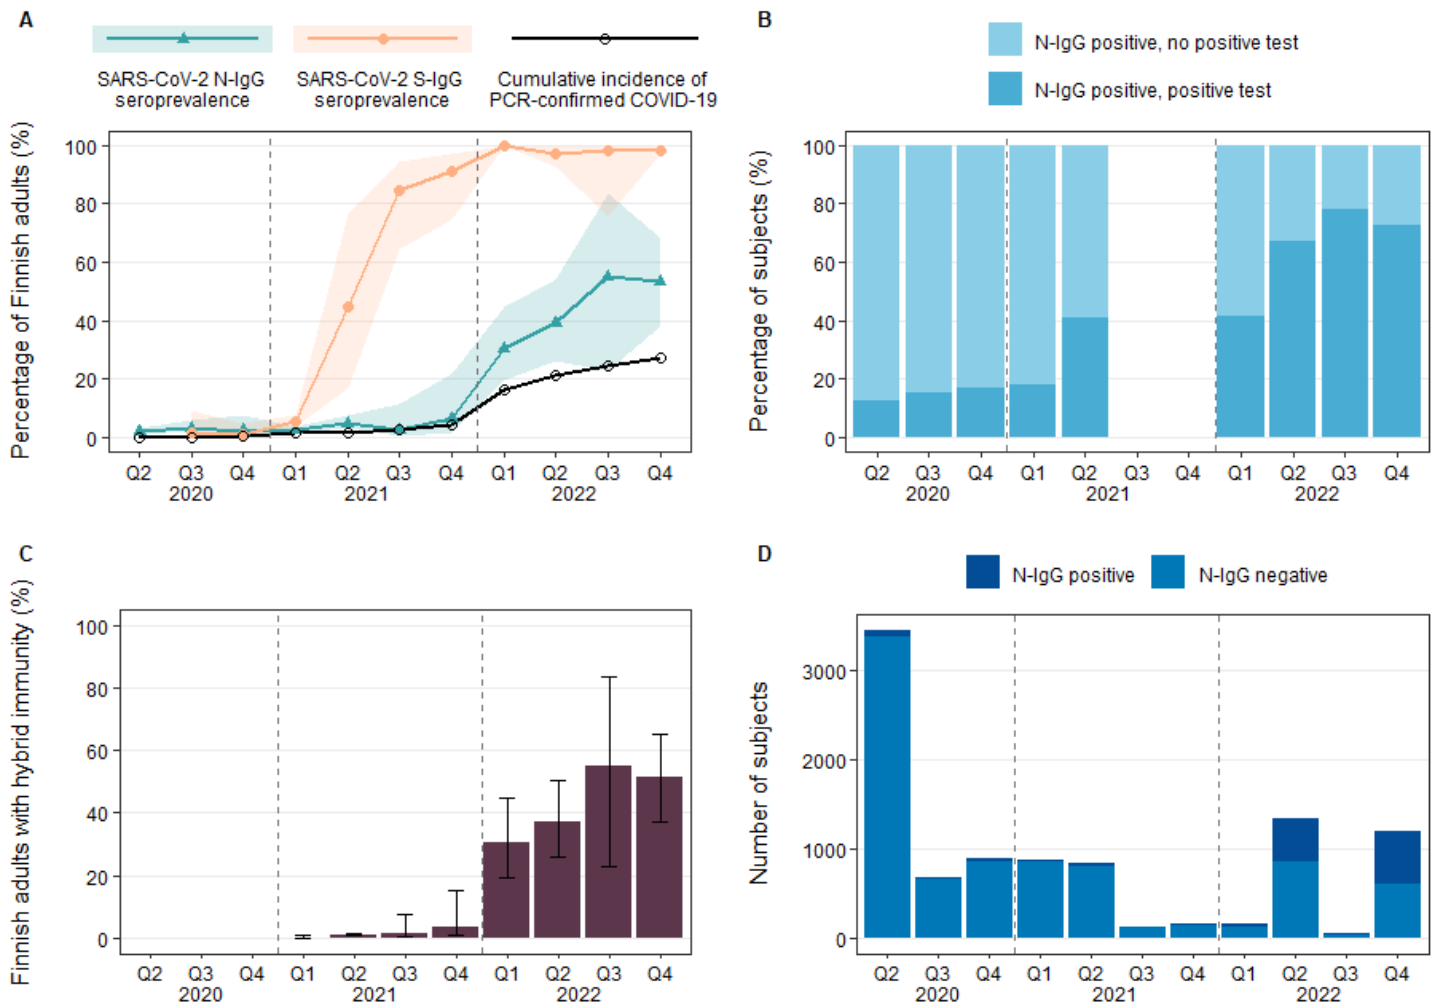 A
SARS-CoV-2 N-IgG
seroprevalence
SARS-CoV-2 S-IgG
seroprevalence
Cumulative incidence of
PCR-confirmed COVID-19
Percentage of Finnish adults (%)
100
80
60
40
20
0
Q2 Q3 Q4 Q1 Q2 Q3 Q4 Q1 Q2 Q3 Q4
2020 2021 2022
B
N-IgG positive, no positive test
N-IgG positive, positive test
Percentage of subjects (%)
100
80
60
40
20
0
Q2 Q3 Q4 Q1 Q2 Q3 Q4 Q1 Q2 Q3 Q4
2020 2021 2022
C
Finnish adults with hybrid immunity (%)
100
80
60
40
20
0
Q2 Q3 Q4 Q1 Q2 Q3 Q4 Q1 Q2 Q3 Q4
2020 2021 2022
D
N-IgG positive
N-IgG negative
Number of subjects
3000
2000
1000
0
Q2 Q3 Q4 Q1 Q2 Q3 Q4 Q1 Q2 Q3 Q4
2020 2021 2022